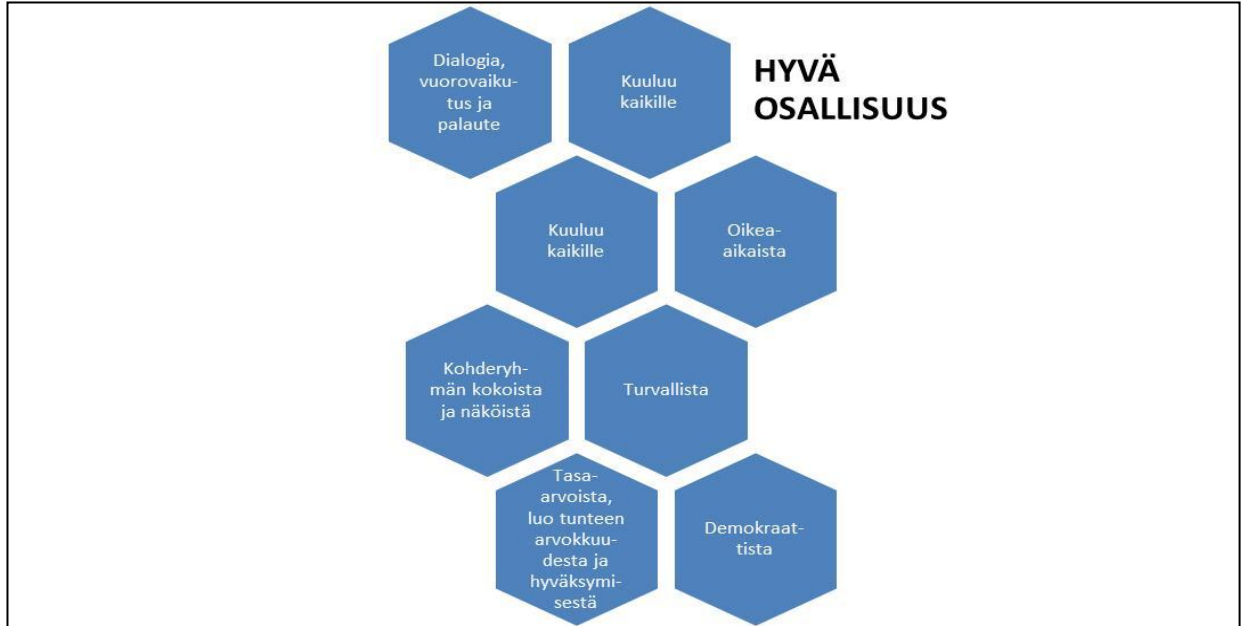 Dialogia,
vuorovaiku-
tus ja
palaute
Kuuluu
kaikille
HYVÄ
OSALLISUUS
Kuuluu
kaikille
Oikea-
aikaista
Kohderyh-
män kokoista
ja näköistä
Turvallista
Tasa-
arvoista,
luo tunteen
arvokkuu-
desta ja
hyväksymi-
sestä
Demokraat-
tista